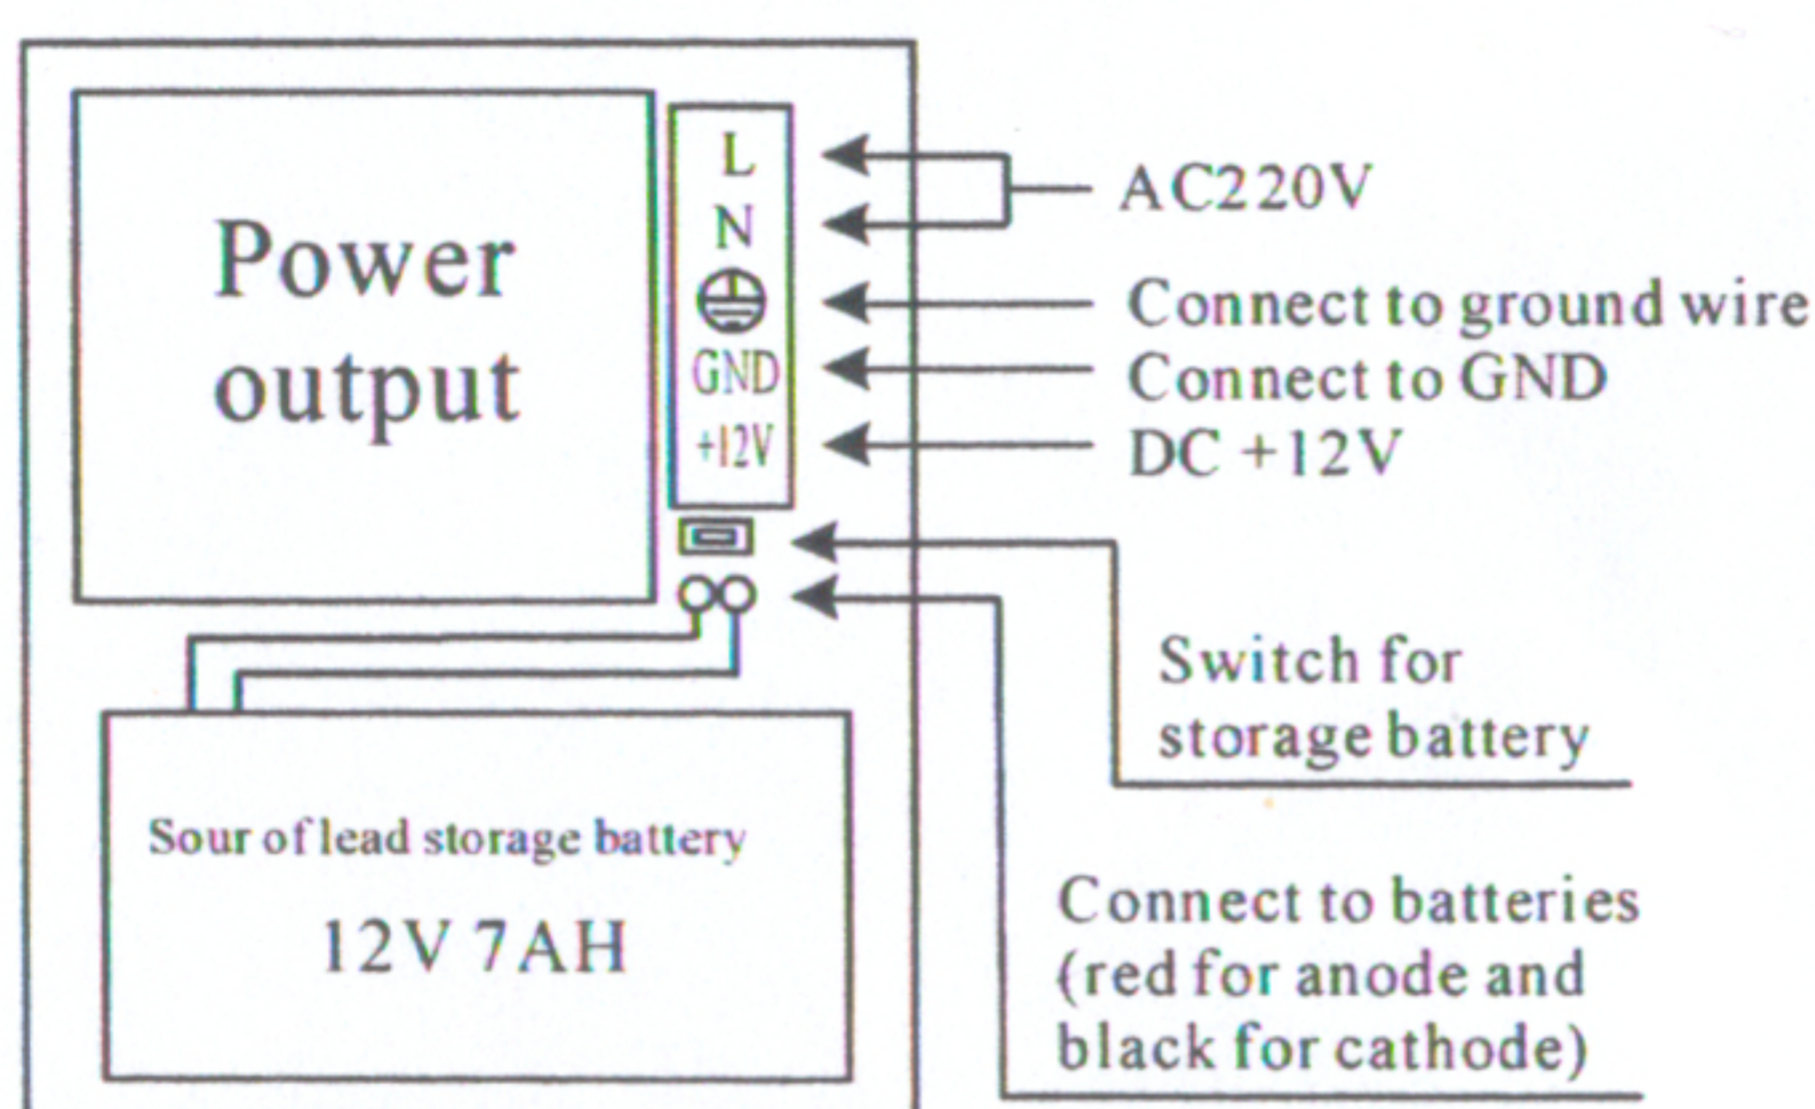 Power
output
L
N
GND
+12V
AC220V
Connect to ground wire
Connect to GND
DC +12V
Switch for
storage battery
Sour of lead storage battery
12V 7AH
Connect to batteries
(red for anode and
black for cathode)